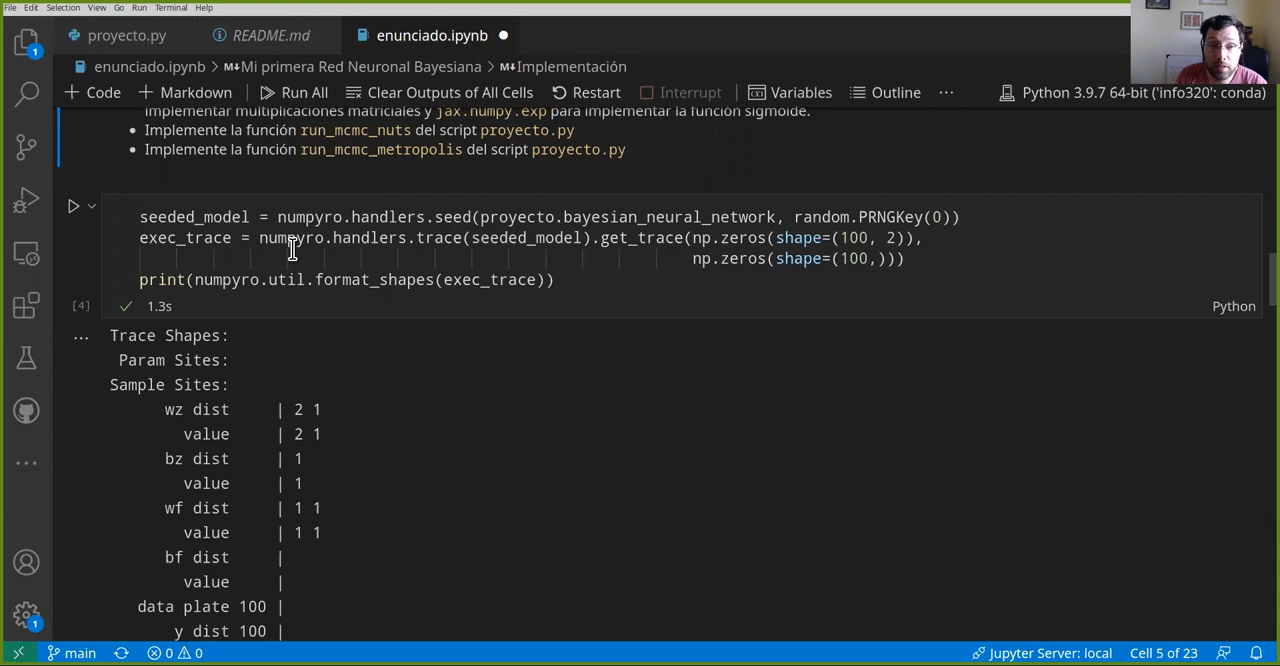 File Edit Selection View Go Run Terminal Help
proyecto.py README.md enunciado.ipynb
enunciado.ipynb > M↓Mi primera Red Neuronal Bayesiana > M↓Implementación
+ Code + Markdown Run All Clear Outputs of All Cells Restart Interrupt Variables Outline ··· Python 3.9.7 64-bit ('info320': conda)
implementar multiplicaciones matriciales y jax.numpy.exp para implementar la función sigmoide.
• Implemente la función run_mcmc_nuts del script proyecto.py
• Implemente la función run_mcmc_metropolis del script proyecto.py
seeded_model = numpyro.handlers.seed(proyecto.bayesian_neural_network, random.PRNGKey(0))
exec_trace = numpyro.handlers.trace(seeded_model).get_trace(np.zeros(shape=(100, 2)),
np.zeros(shape=(100,)))
print(numpyro.util.format_shapes(exec_trace))
[4] ✓ 1.3s Python
··· Trace Shapes:
Param Sites:
Sample Sites:
wz dist | 2 1
value | 2 1
bz dist | 1
value | 1
wf dist | 1 1
value | 1 1
bf dist |
value |
data plate 100 |
y dist 100 |
1
1
main 0 0 Jupyter Server: local Cell 5 of 23